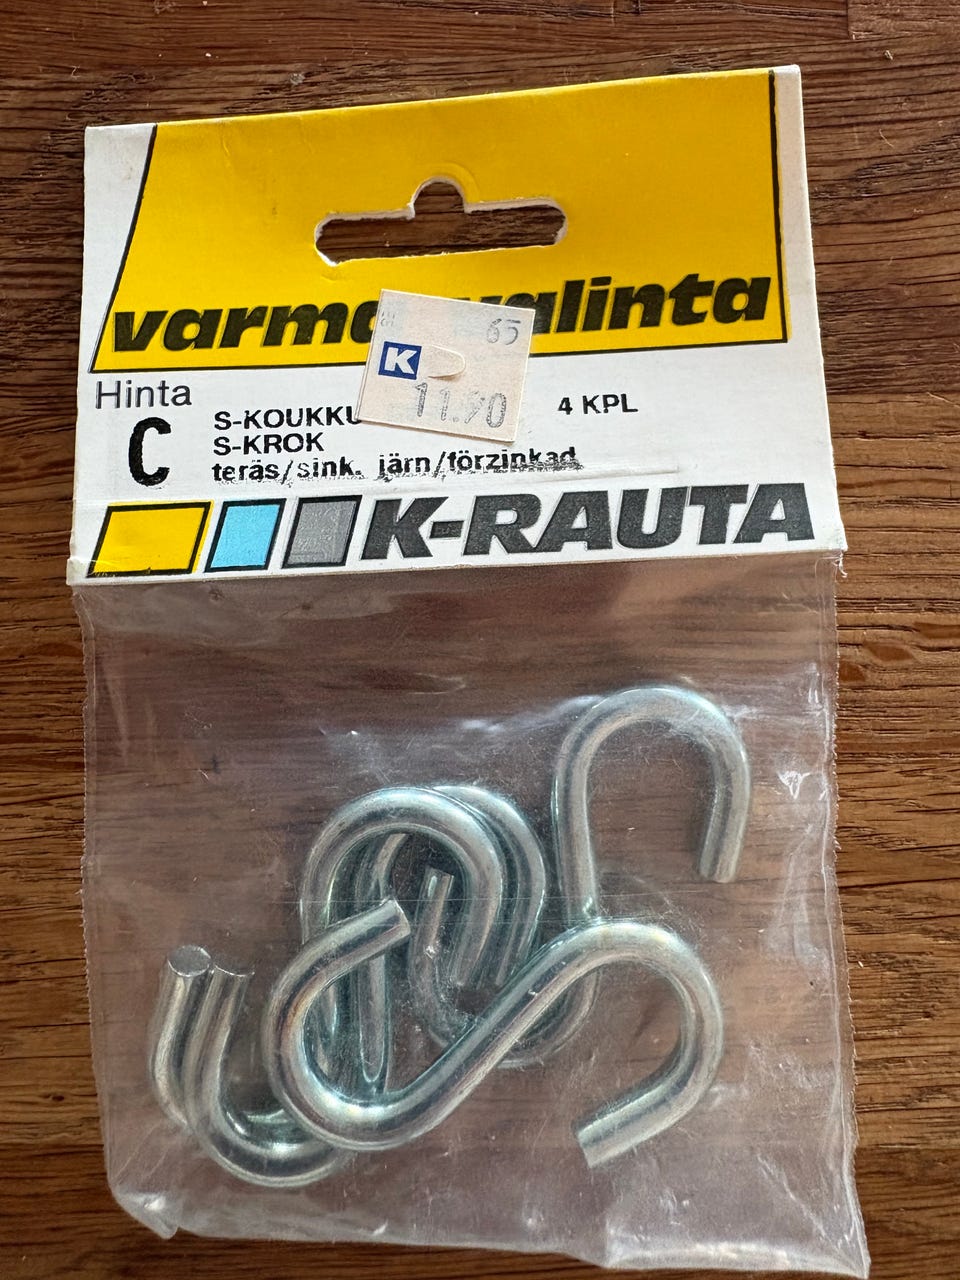 varma valinta
65
K
11.90
Hinta
C
S-KOUKKU
4 KPL
S-KROK
teräs/sink. järn/förzinkad
K-RAUTA